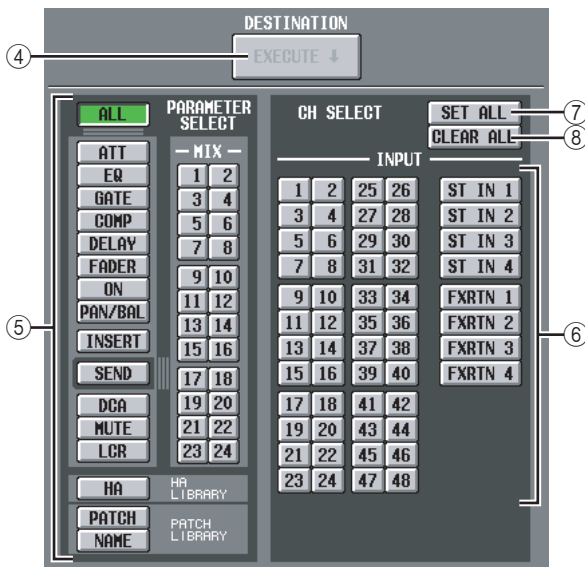 DESTINATION
④ EXECUTE ↓
ALL PARAMETER SELECT
CH SELECT SET ALL ⑦
CLEAR ALL ⑧
ATT — MIX — INPUT
EQ 1 2
GATE 3 4
COMP 5 6
DELAY 7 8
FADER
ON 9 10
PAN/BAL 11 12
⑤ 13 14
INSERT 15 16
SEND 17 18
DCA 19 20
MUTE 21 22
LCR 23 24
HA HA LIBRARY
PATCH PATCH LIBRARY
NAME
1 2 25 26 ST IN 1
3 4 27 28 ST IN 2
5 6 29 30 ST IN 3
7 8 31 32 ST IN 4
9 10 33 34 FXRTN 1
11 12 35 36 FXRTN 2
⑥
13 14 37 38 FXRTN 3
15 16 39 40 FXRTN 4
17 18 41 42
19 20 43 44
21 22 45 46
23 24 47 48